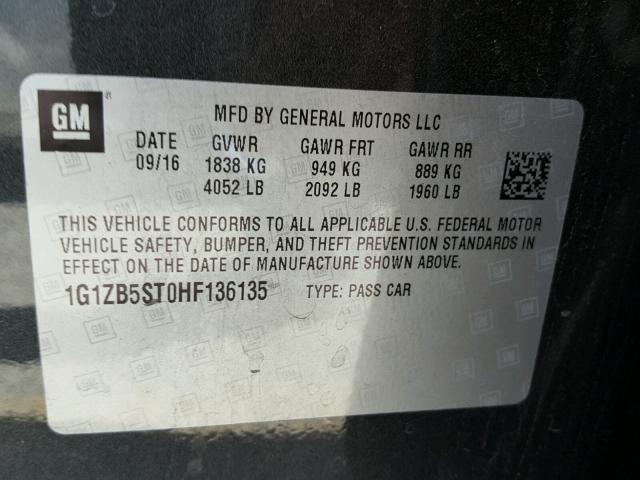 GM ®
MFD BY GENERAL MOTORS LLC
DATE GVWR GAWR FRT GAWR RR
09/16 1838 KG 949 KG 889 KG
4052 LB 2092 LB 1960 LB
THIS VEHICLE CONFORMS TO ALL APPLICABLE U.S. FEDERAL MOTOR
VEHICLE SAFETY, BUMPER, AND THEFT PREVENTION STANDARDS IN
EFFECT ON THE DATE OF MANUFACTURE SHOWN ABOVE.
1G1ZB5ST0HF136135 TYPE: PASS CAR